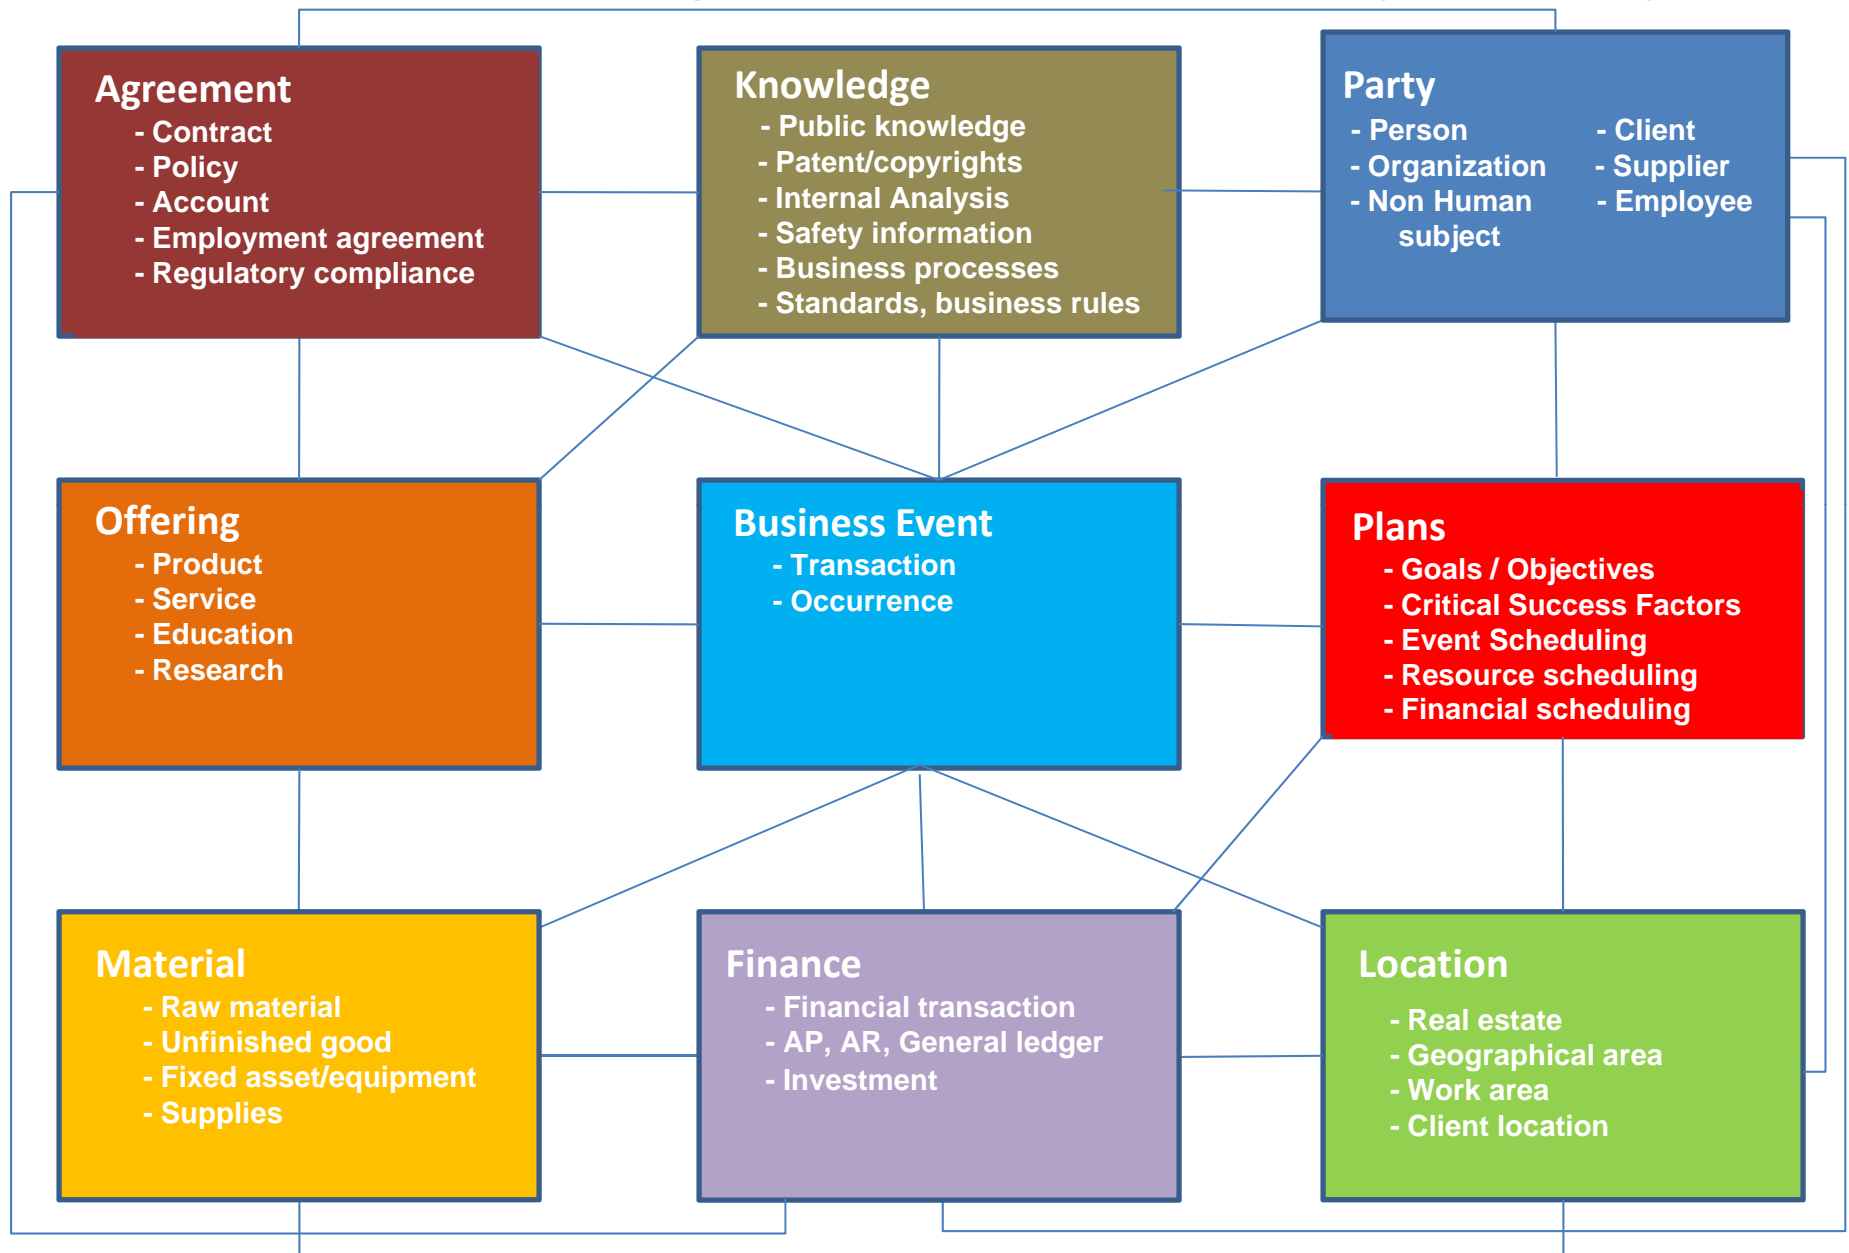 Agreement
- Contract
- Policy
- Account
- Employment agreement
- Regulatory compliance
Knowledge
- Public knowledge
- Patent/copyrights
- Internal Analysis
- Safety information
- Business processes
- Standards, business rules
Party
- Person
- Organization
- Non Human
subject
- Client
- Supplier
- Employee
Offering
- Product
- Service
- Education
- Research
Business Event
- Transaction
- Occurrence
Plans
- Goals / Objectives
- Critical Success Factors
- Event Scheduling
- Resource scheduling
- Financial scheduling
Material
- Raw material
- Unfinished good
- Fixed asset/equipment
- Supplies
Finance
- Financial transaction
- AP, AR, General ledger
- Investment
Location
- Real estate
- Geographical area
- Work area
- Client location